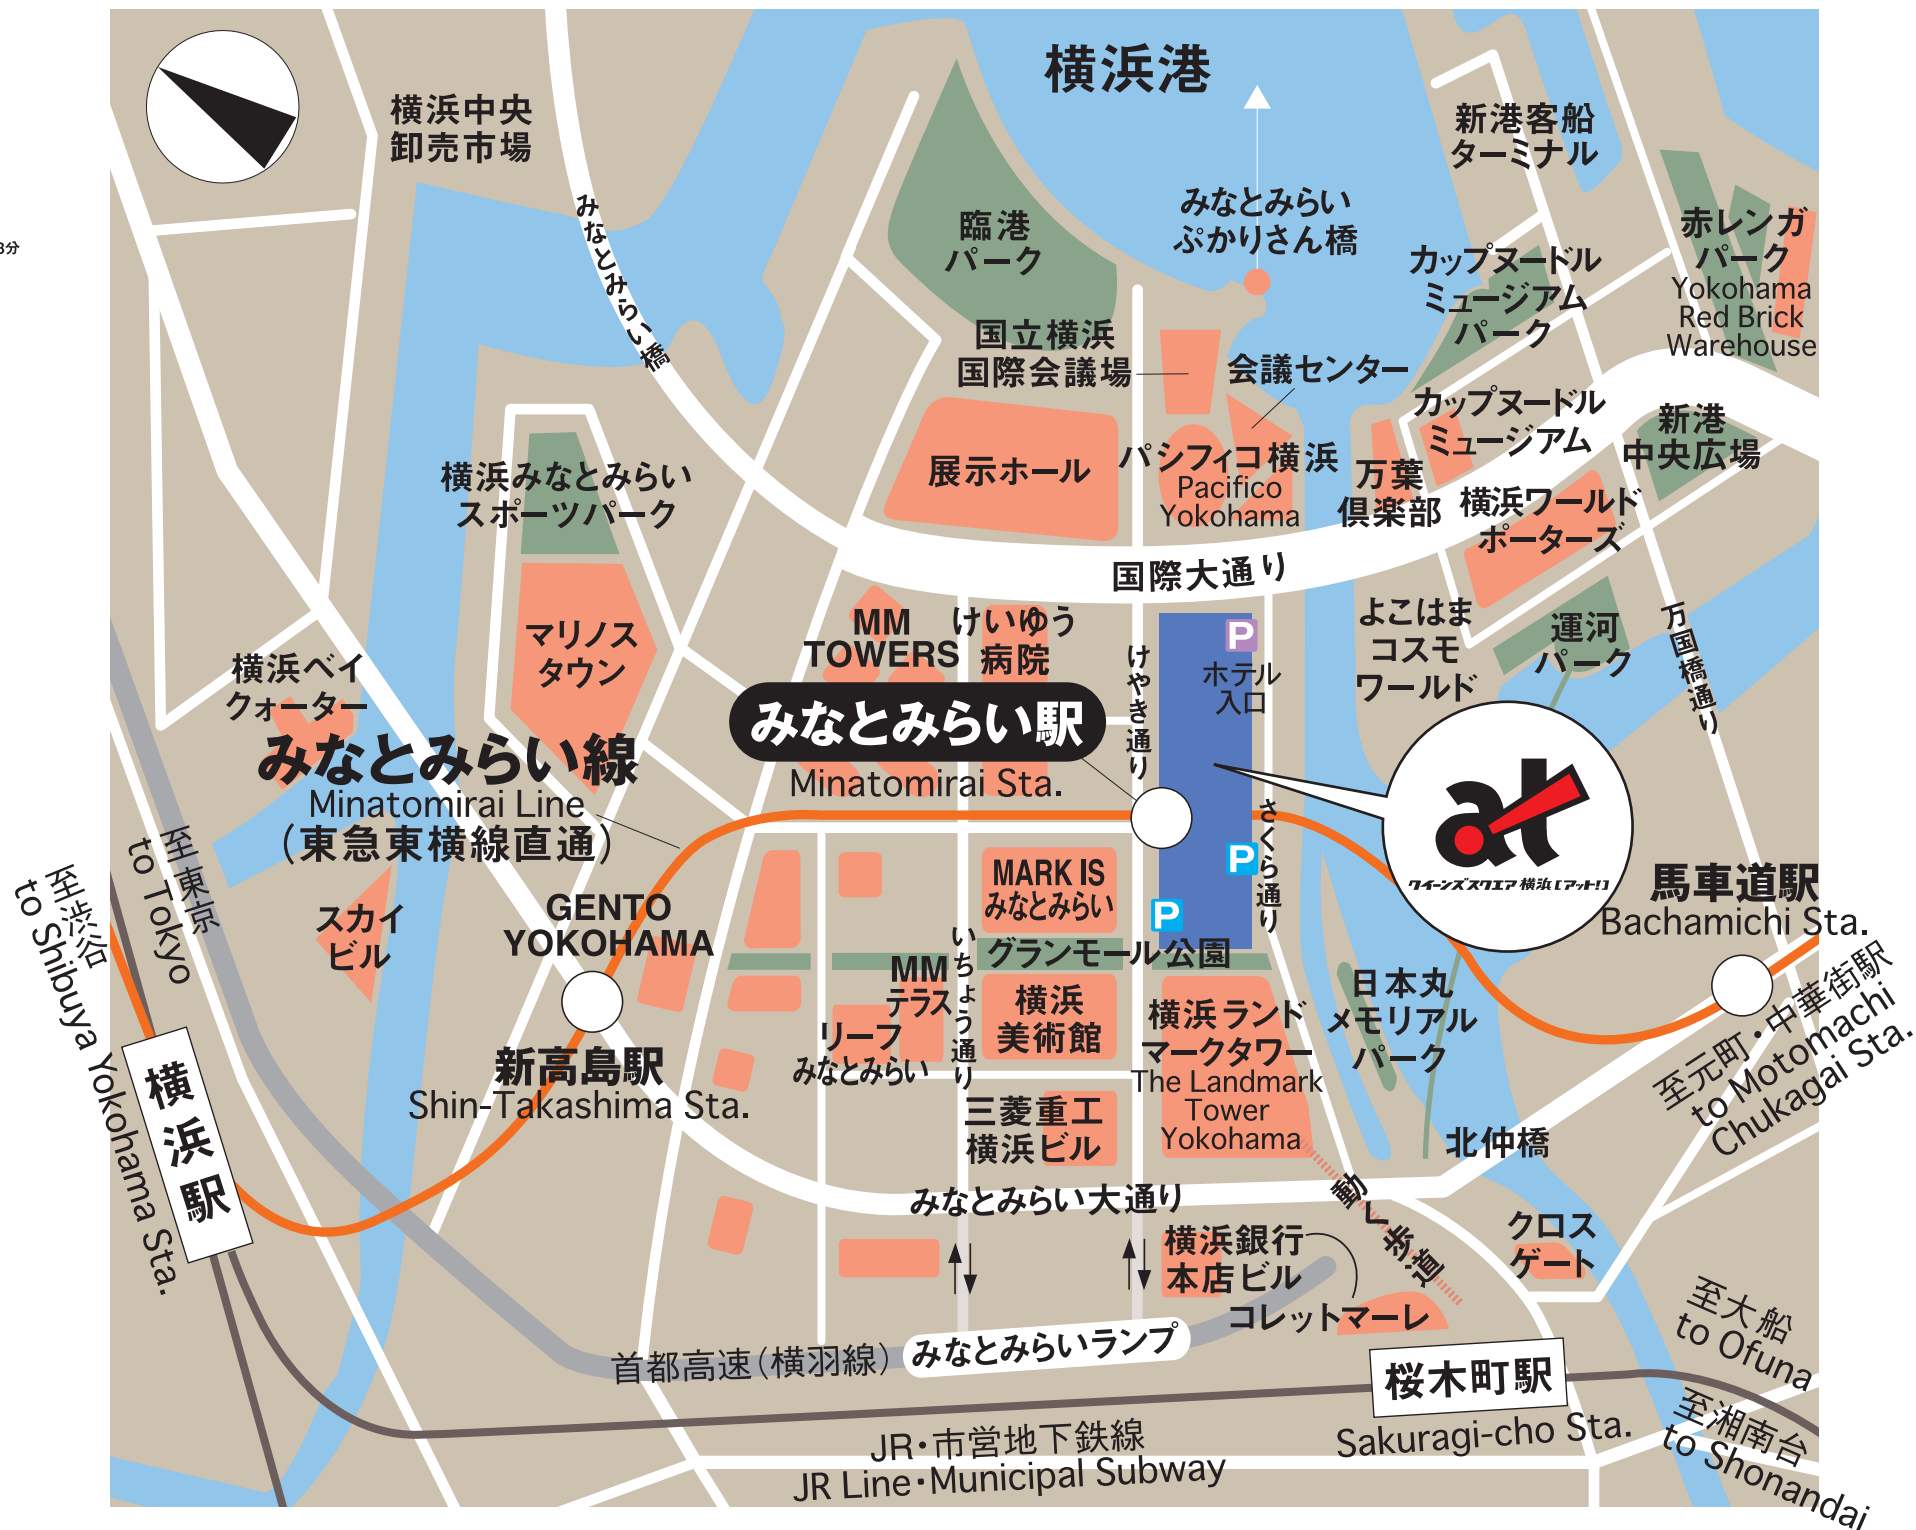 3分
横浜中央
卸売市場
横浜港
新港客船
ターミナル
みなとみらい橋
臨港
パーク
みなとみらい
ぷかりさん橋
カップヌードル
ミュージアム
パーク
赤レンガ
パーク
Yokohama
Red Brick
Warehouse
国立横浜
国際会議場
会議センター
カップヌードル
ミュージアム
新港
中央広場
横浜みなとみらい
スポーツパーク
展示ホール
パシフィコ横浜
Pacifico
Yokohama
万葉
倶楽部
横浜ワールド
ポーターズ
国際大通り
マリノス
タウン
MM
TOWERS
けいゆう
病院
けやき通り
P
ホテル
入口
よこはま
コスモ
ワールド
運河
パーク
万国橋通り
横浜ベイ
クォーター
みなとみらい駅
Minatomirai Sta.
みなとみらい線
Minatomirai Line
(東急東横線直通)
さくら通り
at
クイーンズスクエア横浜[アット!]
馬車道駅
Bachamichi Sta.
至東京
to Tokyo
至渋谷
to Shibuya
スカイ
ビル
GENTO
YOKOHAMA
MARK IS
みなとみらい
P
P
グランモール公園
いちょう通り
MM
テラス
リーフ
みなとみらい
横浜
美術館
横浜ランド
マークタワー
The Landmark
Tower
Yokohama
日本丸
メモリアル
パーク
至元町・中華街駅
to Motomachi
Chukagai Sta.
新高島駅
Shin-Takashima Sta.
横浜駅
Yokohama Sta.
三菱重工
横浜ビル
北仲橋
みなとみらい大通り
動く歩道
横浜銀行
本店ビル
クロス
ゲート
コレットマーレ
首都高速(横羽線)
みなとみらいランプ
桜木町駅
Sakuragi-cho Sta.
至大船
to Ofuna
至湘南台
to Shonandai
JR・市営地下鉄線
JR Line・Municipal Subway